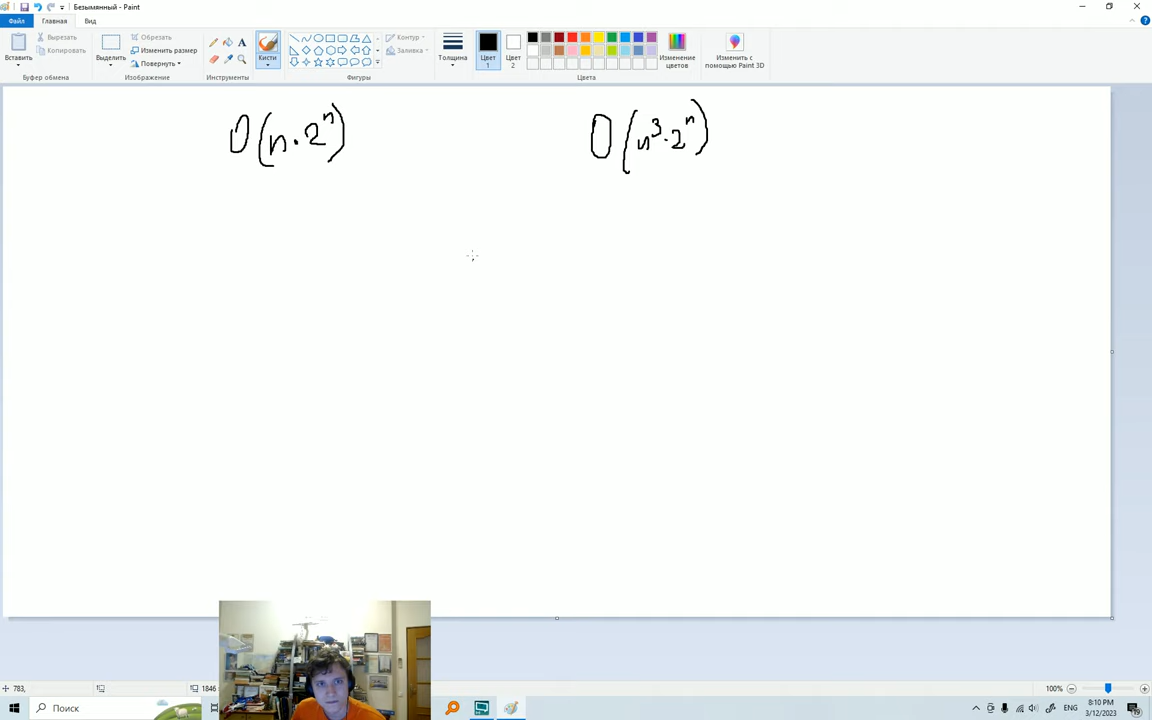 Безымянный - Paint
Файл Главная Вид
Вставить
Вырезать
Копировать
Буфер обмена
Выделить
Обрезать
Изменить размер
Повернуть
Изображение
Инструменты
Кисти
Контур
Заливка
Фигуры
Толщина
Цвет 1
Цвет 2
Цвета
Изменение цветов
Изменить с помощью Paint 3D
O(n·2ⁿ) O(n³·2ⁿ)
783,
1846
100%
Поиск
ENG
8:10 PM
3/12/2023